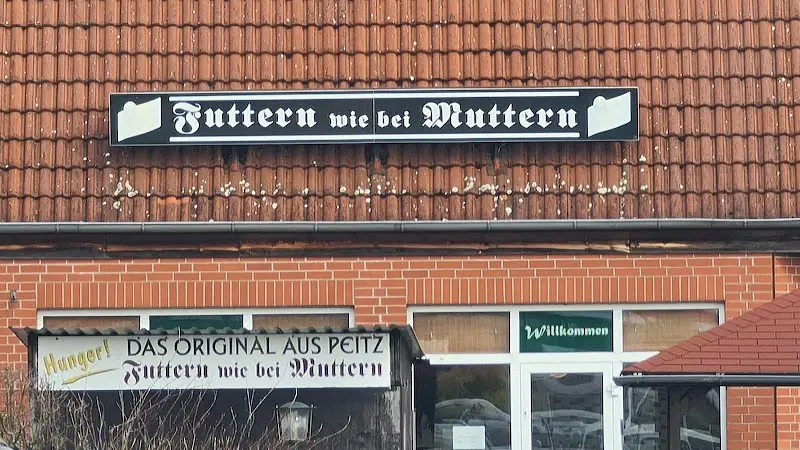 Futtern wie bei Muttern
Willkommen
Hunger!
DAS ORIGINAL AUS PEITZ
Futtern wie bei Muttern